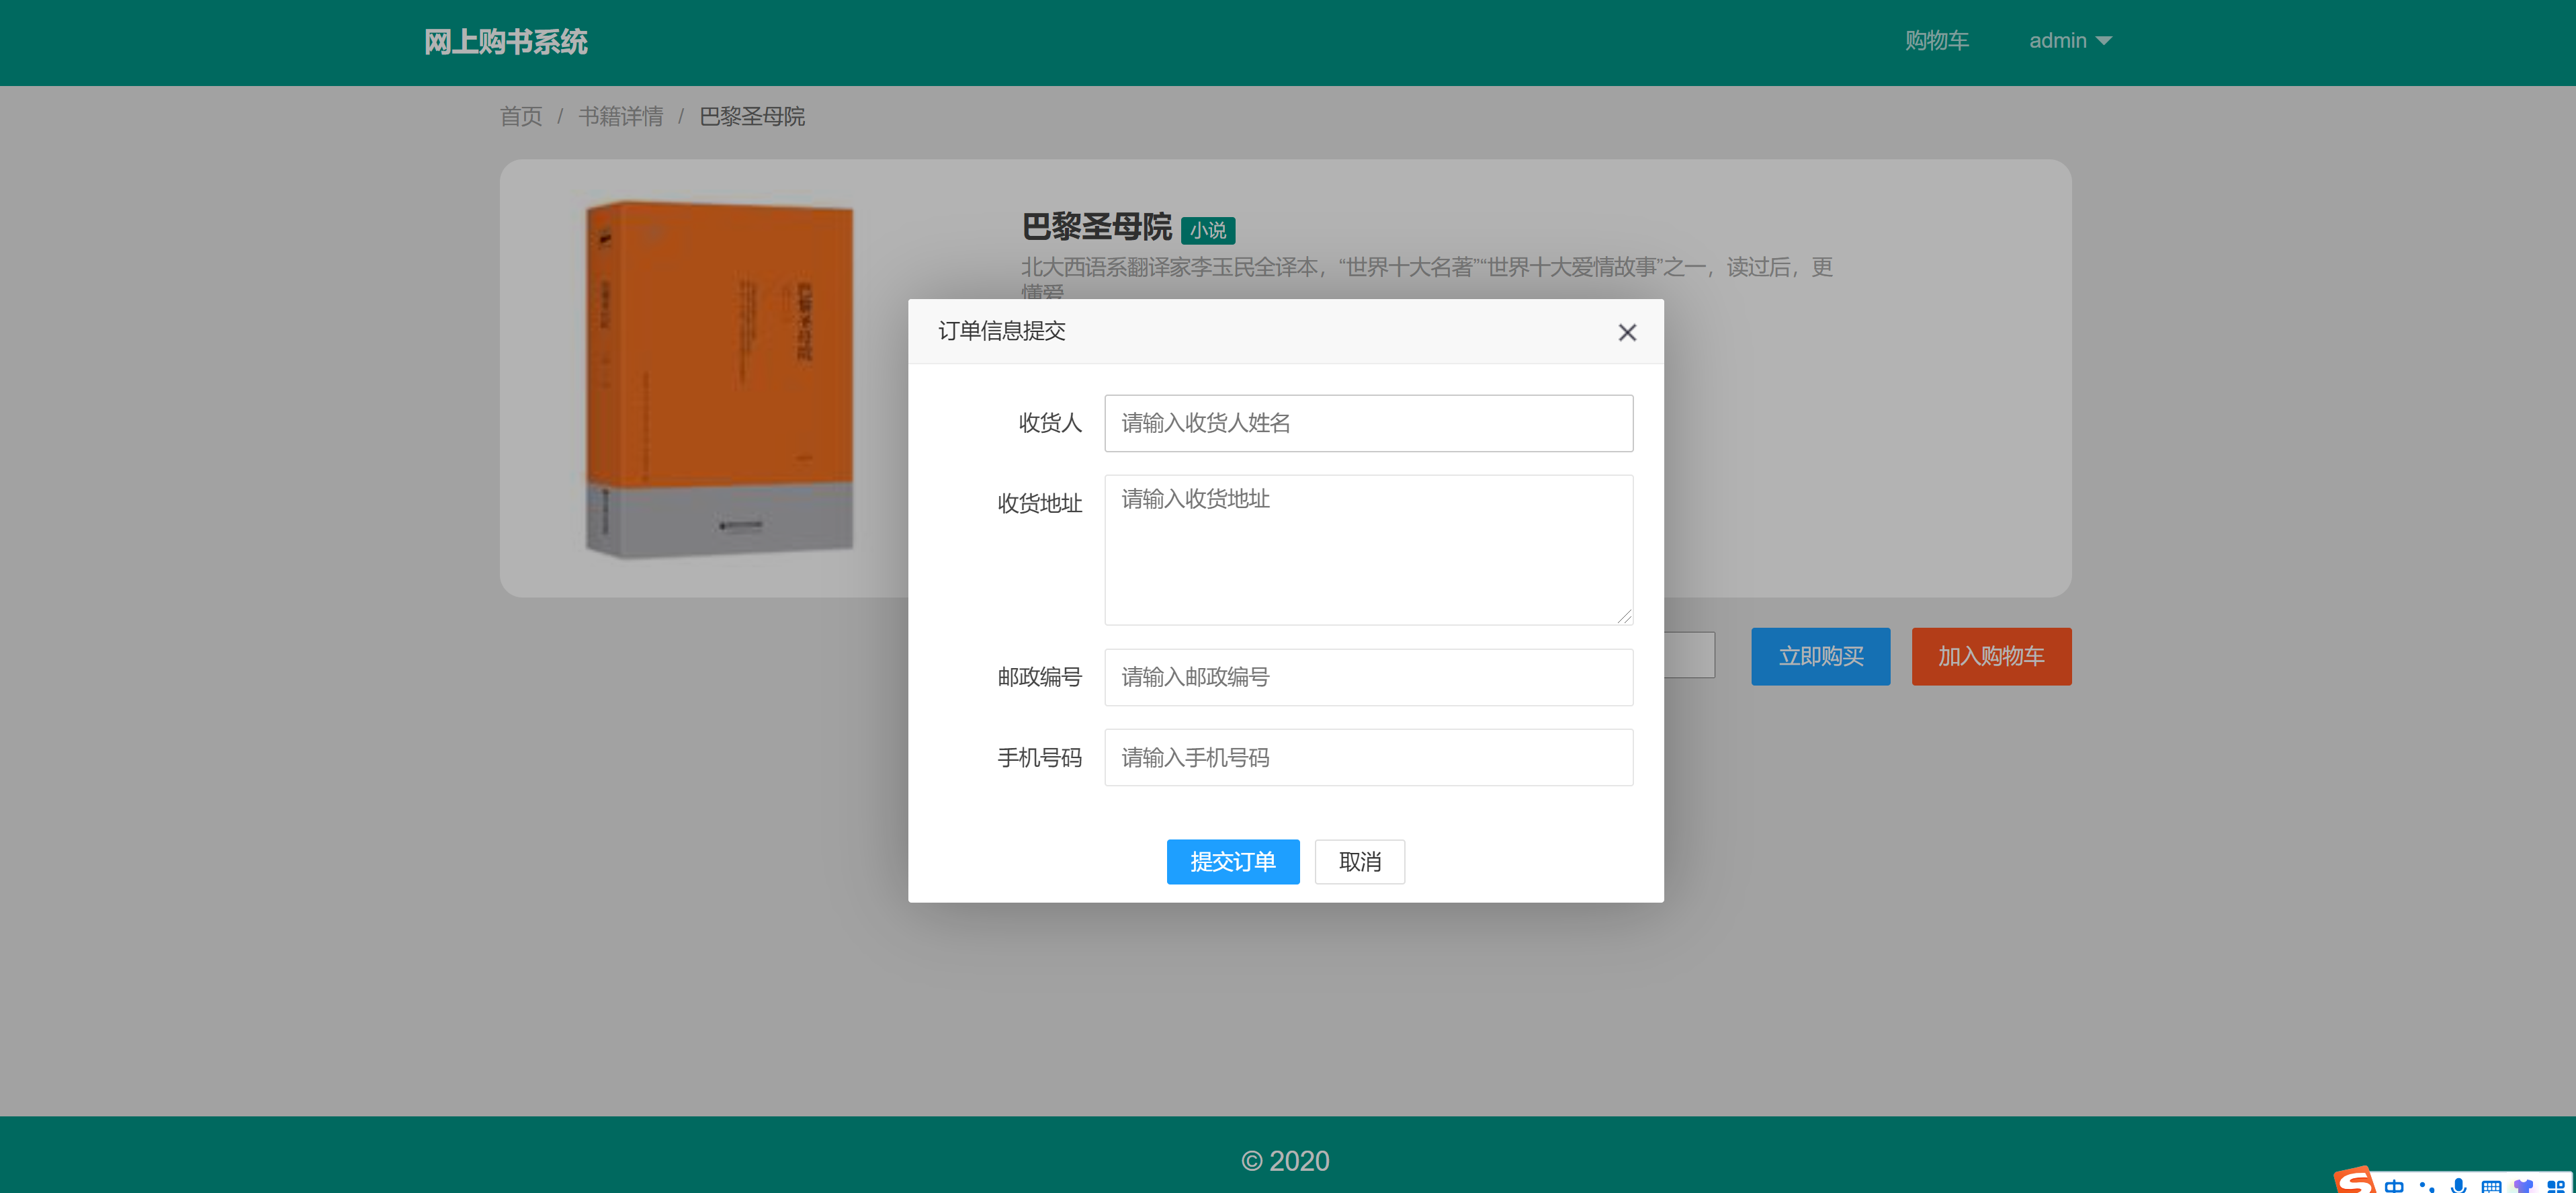 网上购书系统
购物车
admin
首页 / 书籍详情 / 巴黎圣母院
巴黎圣母院
巴黎圣母院 小说
北大西语系翻译家李玉民全译本，“世界十大名著”“世界十大爱情故事”之一，读过后，更
懂爱
订单信息提交
收货人 请输入收货人姓名
收货地址 请输入收货地址
邮政编号 请输入邮政编号
手机号码 请输入手机号码
提交订单 取消
立即购买 加入购物车
© 2020
中